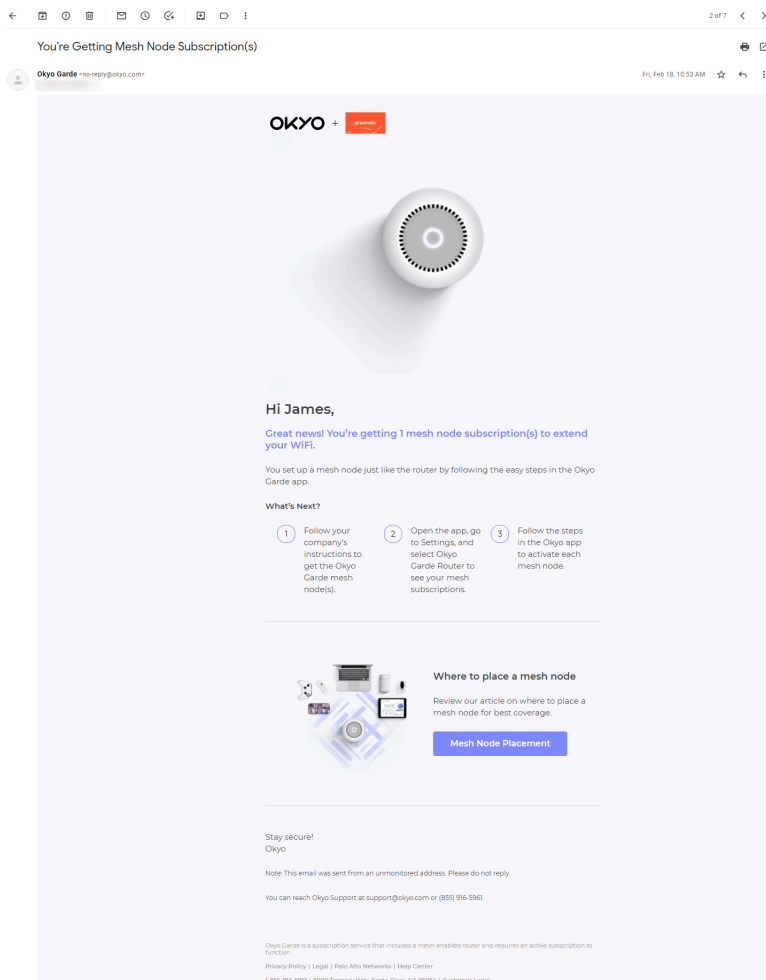 2 of 7
You're Getting Mesh Node Subscription(s)
Okyo Garde <no-reply@okyo.com>
Fri, Feb 18, 10:53 AM
OKYO +
Hi James,
Great news! You're getting 1 mesh node subscription(s) to extend
your WiFi.
You set up a mesh node just like the router by following the easy steps in the Okyo
Garde app.
What's Next?
1
Follow your
company's
instructions to
get the Okyo
Garde mesh
node(s).
2
Open the app, go
to Settings, and
select Okyo
Garde Router to
see your mesh
subscriptions.
3
Follow the steps
in the Okyo app
to activate each
mesh node.
Where to place a mesh node
Review our article on where to place a
mesh node for best coverage.
Mesh Node Placement
Stay secure!
Okyo
Note: This email was sent from an unmonitored address. Please do not reply.
You can reach Okyo Support at support@okyo.com or (855) 916-5961.
Okyo Garde is a subscription service that includes a mesh-enabled router and requires an active subscription to
function.
Privacy Policy | Legal | Palo Alto Networks | Help Center